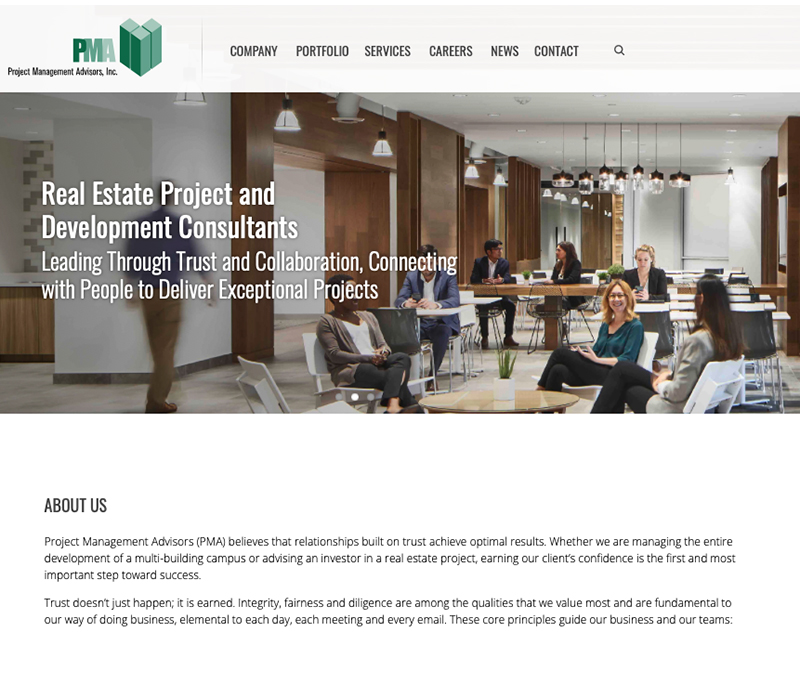 PMA
Project Management Advisors, Inc.
COMPANY PORTFOLIO SERVICES CAREERS NEWS CONTACT
Real Estate Project and
Development Consultants
Leading Through Trust and Collaboration, Connecting
with People to Deliver Exceptional Projects
ABOUT US
Project Management Advisors (PMA) believes that relationships built on trust achieve optimal results. Whether we are managing the entire
development of a multi-building campus or advising an investor in a real estate project, earning our client’s confidence is the first and most
important step toward success.
Trust doesn’t just happen; it is earned. Integrity, fairness and diligence are among the qualities that we value most and are fundamental to
our way of doing business, elemental to each day, each meeting and every email. These core principles guide our business and our teams: